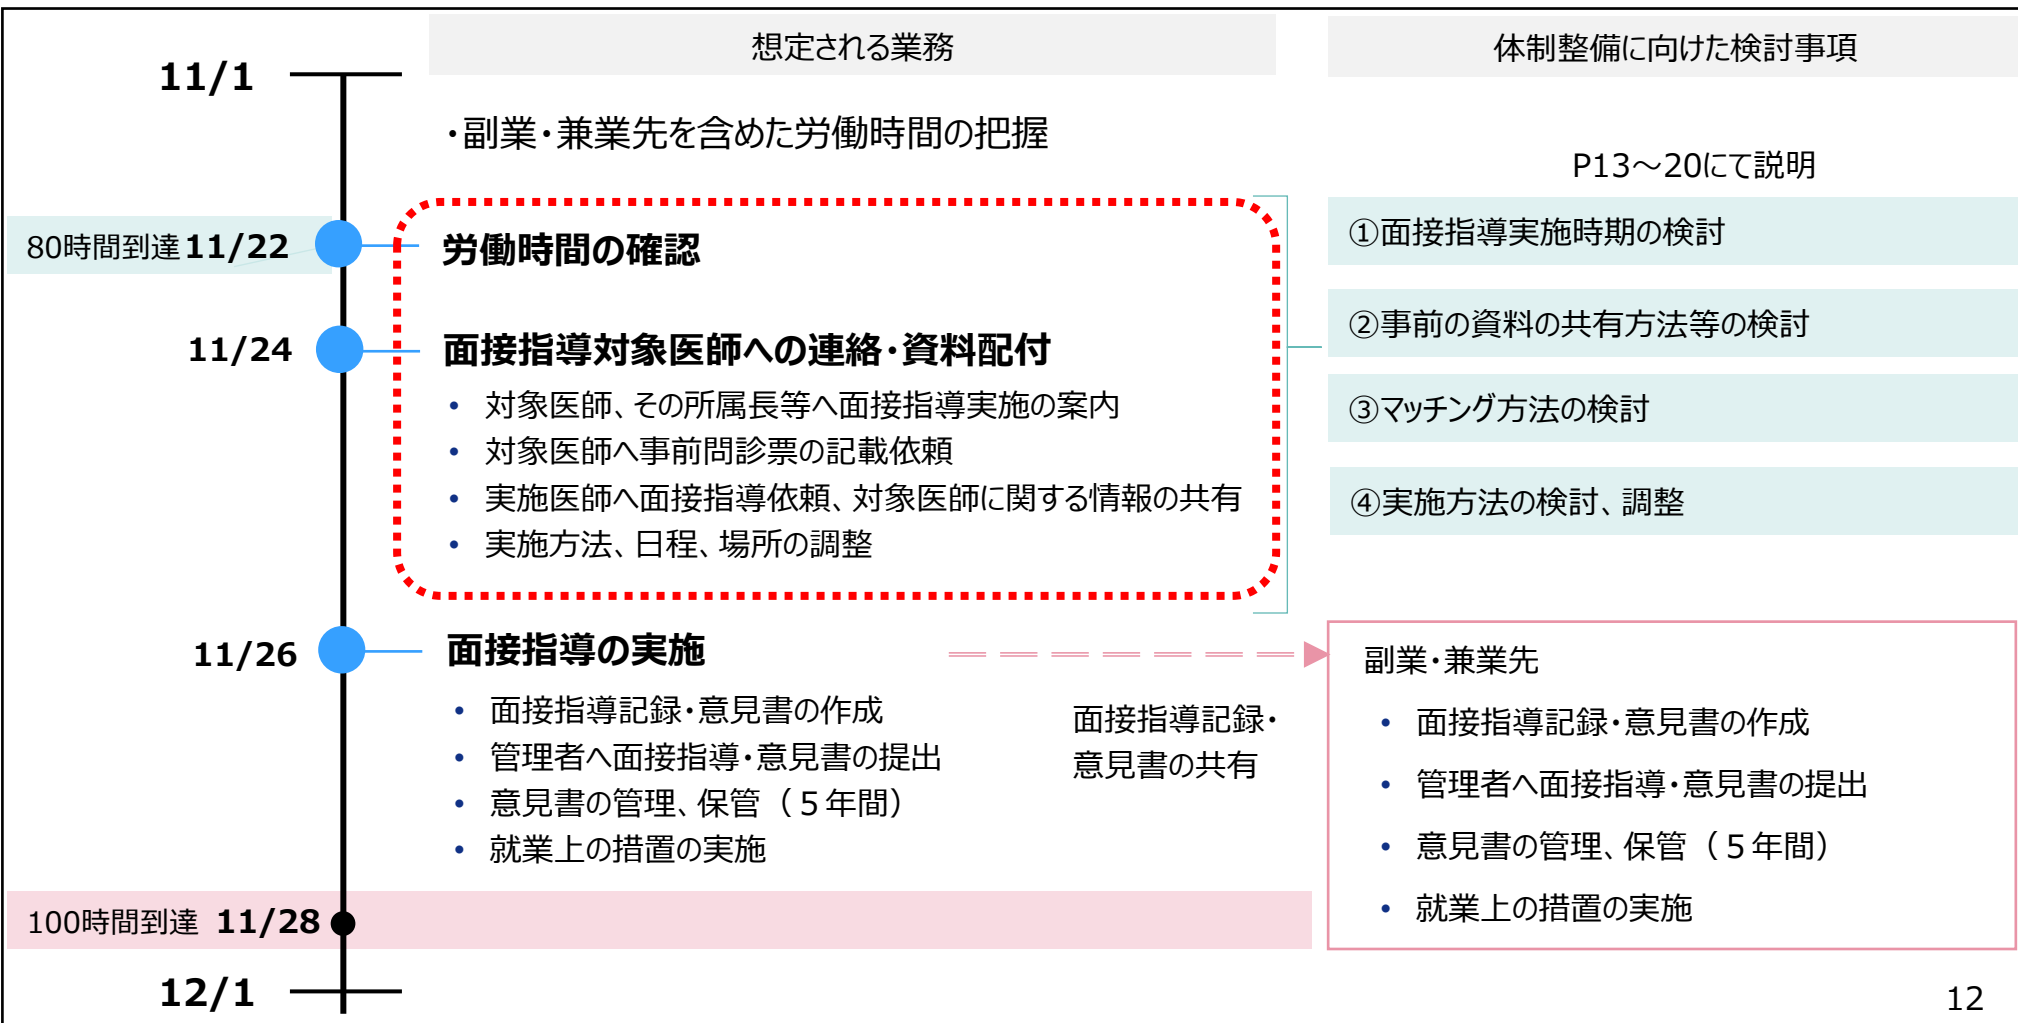 想定される業務
体制整備に向けた検討事項
11/1
・副業・兼業先を含めた労働時間の把握
P13～20にて説明
80時間到達 11/22
労働時間の確認
11/24
面接指導対象医師への連絡・資料配付
• 対象医師、その所属長等へ面接指導実施の案内
• 対象医師へ事前問診票の記載依頼
• 実施医師へ面接指導依頼、対象医師に関する情報の共有
• 実施方法、日程、場所の調整
①面接指導実施時期の検討
②事前の資料の共有方法等の検討
③マッチング方法の検討
④実施方法の検討、調整
11/26
面接指導の実施
• 面接指導記録・意見書の作成
• 管理者へ面接指導・意見書の提出
• 意見書の管理、保管（５年間）
• 就業上の措置の実施
面接指導記録・
意見書の共有
副業・兼業先
• 面接指導記録・意見書の作成
• 管理者へ面接指導・意見書の提出
• 意見書の管理、保管（５年間）
• 就業上の措置の実施
100時間到達 11/28
12/1
12